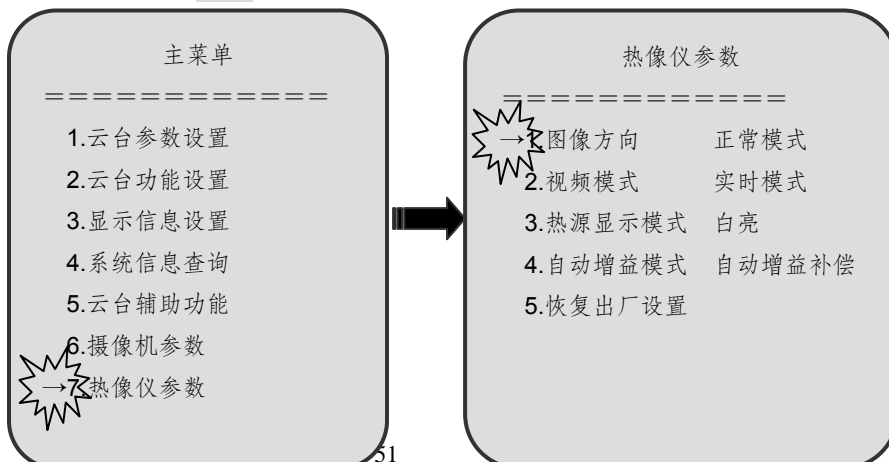 主菜单
============
1.云台参数设置
2.云台功能设置
3.显示信息设置
4.系统信息查询
5.云台辅助功能
6.摄像机参数
→7.热像仪参数
热像仪参数
============
→1.图像方向 正常模式
2.视频模式 实时模式
3.热源显示模式 白亮
4.自动增益模式 自动增益补偿
5.恢复出厂设置
51